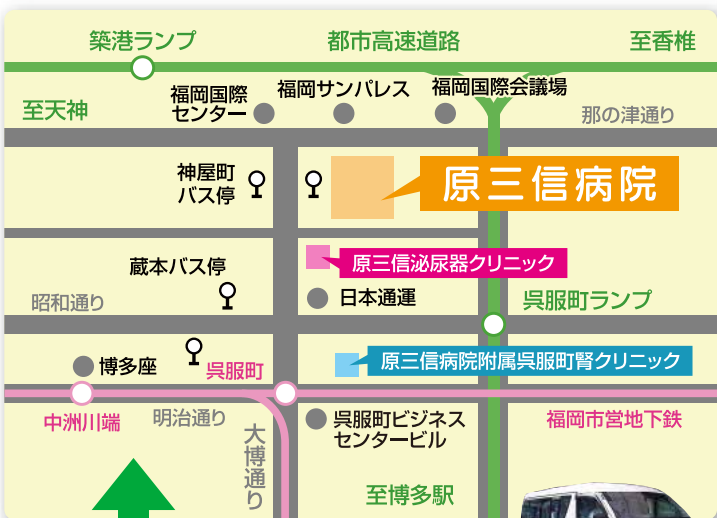 築港ランプ
都市高速道路
至香椎
福岡国際
センター
福岡サンパレス
福岡国際会議場
至天神
那の津通り
神屋町
バス停
原三信病院
蔵本バス停
原三信泌尿器クリニック
日本通運
昭和通り
呉服町ランプ
博多座
呉服町
原三信病院附属呉服町腎クリニック
中洲川端
明治通り
大博通り
呉服町ビジネス
センタービル
福岡市営地下鉄
至博多駅